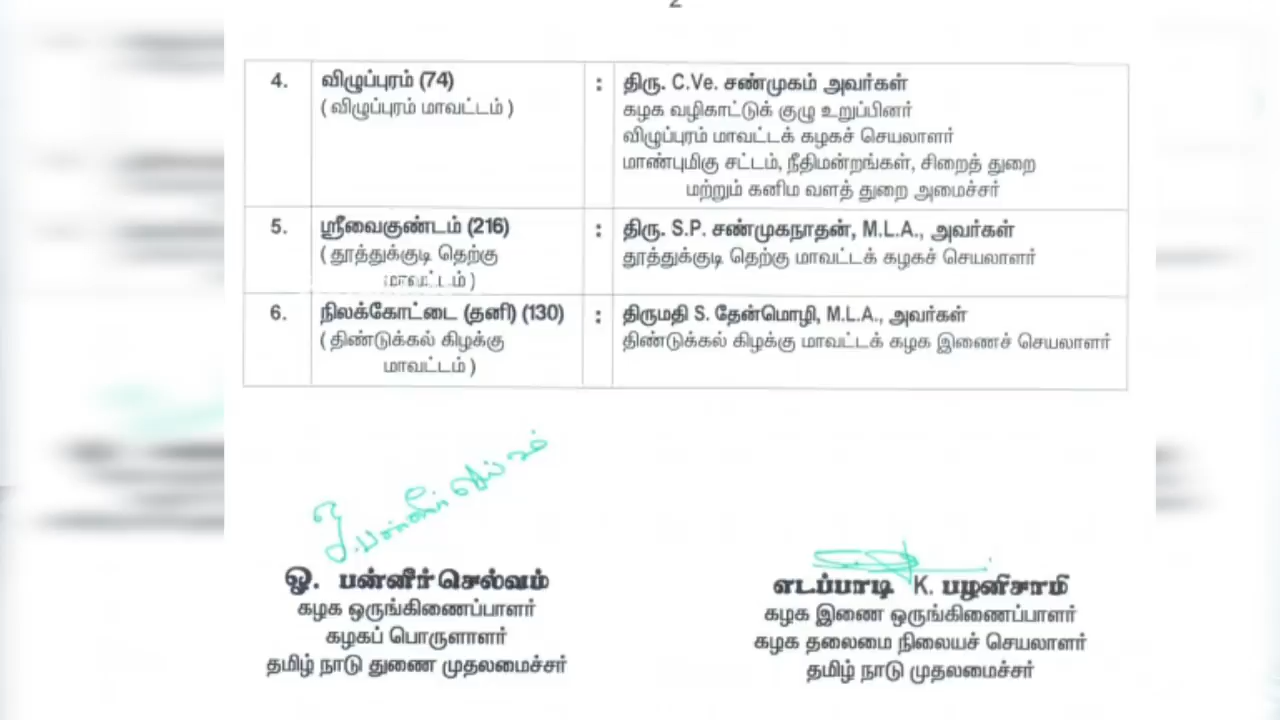 2
4. விழுப்புரம் (74) : திரு. C.Ve. சண்முகம் அவர்கள்
( விழுப்புரம் மாவட்டம் ) கழக வழிகாட்டுக் குழு உறுப்பினர்
விழுப்புரம் மாவட்டக் கழகச் செயலாளர்
மாண்புமிகு சட்டம், நீதிமன்றங்கள், சிறைத் துறை
மற்றும் கனிம வளத் துறை அமைச்சர்
5. ஸ்ரீவைகுண்டம் (216) : திரு. S.P. சண்முகநாதன், M.L.A., அவர்கள்
( தூத்துக்குடி தெற்கு தூத்துக்குடி தெற்கு மாவட்டக் கழகச் செயலாளர்
மாவட்டம் )
6. நிலக்கோட்டை (தனி) (130) : திருமதி S. தேன்மொழி, M.L.A., அவர்கள்
( திண்டுக்கல் கிழக்கு திண்டுக்கல் கிழக்கு மாவட்டக் கழக இணைச் செயலாளர்
மாவட்டம் )
ஓ. பன்னீர்செல்வம்
ஓ. பன்னீர்செல்வம் எடப்பாடி K. பழனிசாமி
கழக ஒருங்கிணைப்பாளர் கழக இணை ஒருங்கிணைப்பாளர்
கழகப் பொருளாளர் கழக தலைமை நிலையச் செயலாளர்
தமிழ் நாடு துணை முதலமைச்சர் தமிழ் நாடு முதலமைச்சர்